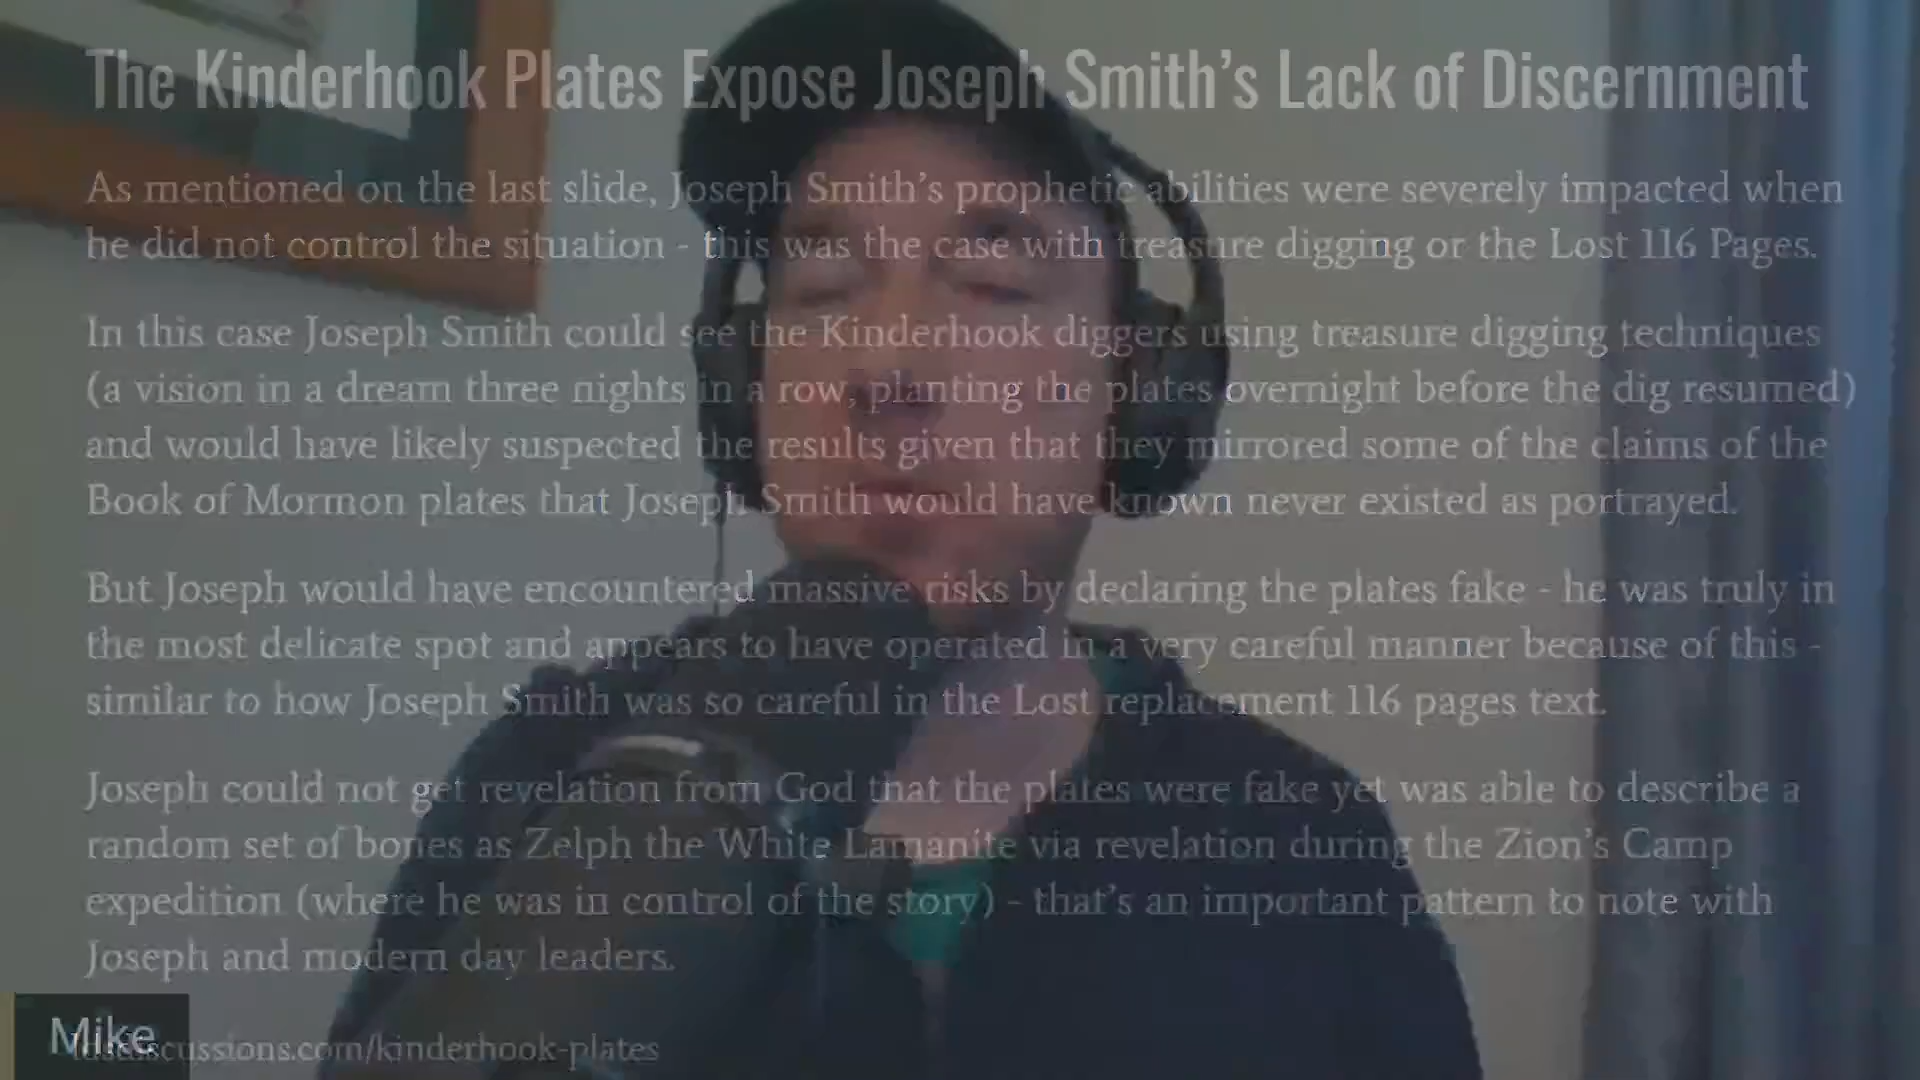 The Kinderhook Plates Expose Joseph Smith's Lack of Discernment
As mentioned on the last slide, Joseph Smith's prophetic abilities were severely impacted when
he did not control the situation - this was the case with treasure digging or the Lost 116 Pages.
In this case Joseph Smith could see the Kinderhook diggers using treasure digging techniques
(a vision in a dream three nights in a row, planting the plates overnight before the dig resumed)
and would have likely suspected the results given that they mirrored some of the claims of the
Book of Mormon plates that Joseph Smith would have known never existed as portrayed.
But Joseph would have encountered massive risks by declaring the plates fake - he was truly in
the most delicate spot and appears to have operated in a very careful manner because of this -
similar to how Joseph Smith was so careful in the Lost replacement 116 pages text.
Joseph could not get revelation from God that the plates were fake yet was able to describe a
random set of bones as Zelph the White Lamanite via revelation during the Zion's Camp
expedition (where he was in control of the story) - that's an important pattern to note with
Joseph and modern day leaders.
Mike
ldsdiscussions.com/kinderhook-plates